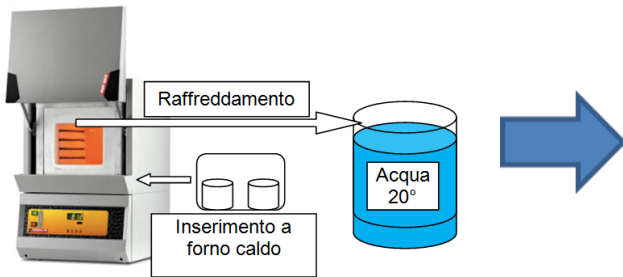 Raffreddamento
Acqua
20°
Inserimento a
forno caldo